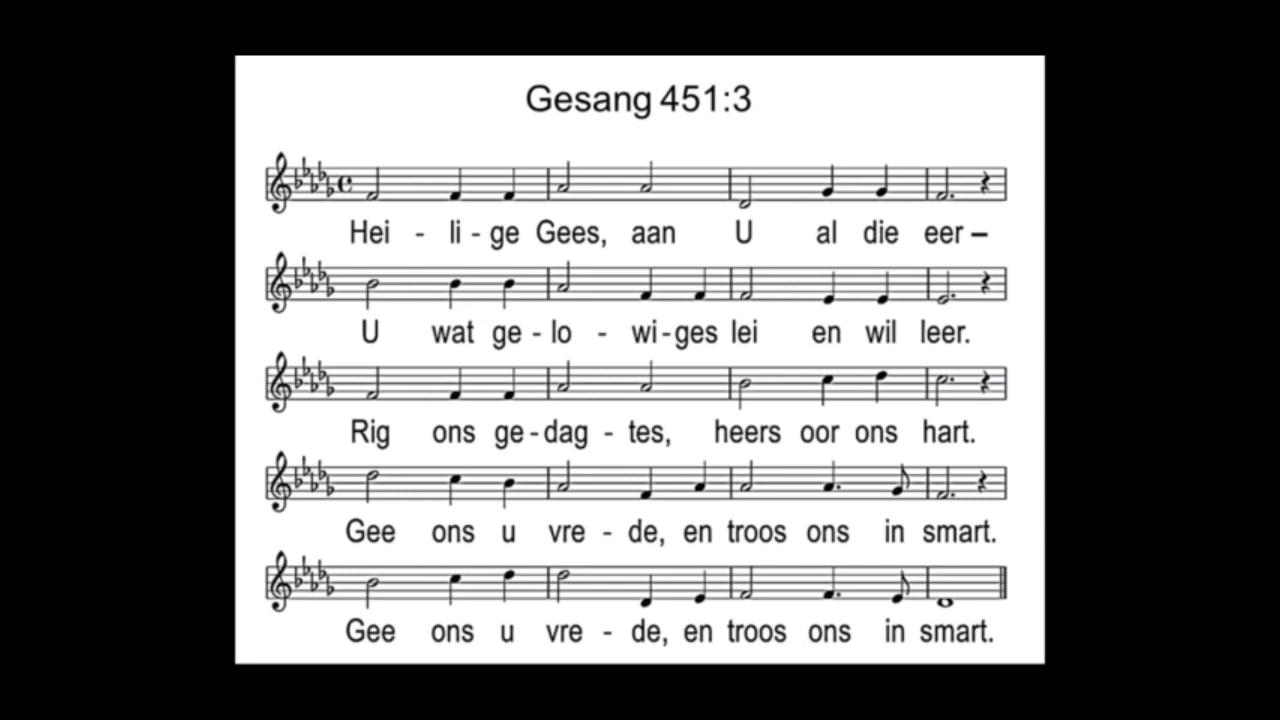 Gesang 451:3
Hei - li - ge Gees, aan U al die eer –
U wat ge - lo - wi - ges lei en wil leer.
Rig ons ge - dag - tes, heers oor ons hart.
Gee ons u vre - de, en troos ons in smart.
Gee ons u vre - de, en troos ons in smart.